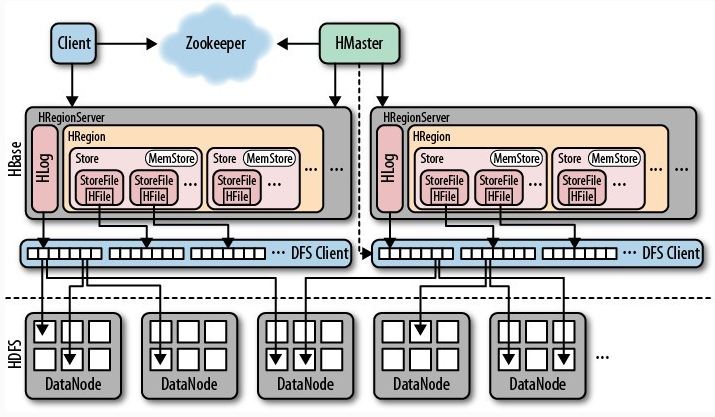 Client
Zookeeper
HMaster
HBase
HRegionServer
HLog
HRegion
Store
MemStore
StoreFile
HFile
StoreFile
HFile
...
Store
MemStore
StoreFile
HFile
...
...
HRegionServer
HLog
HRegion
Store
MemStore
StoreFile
HFile
StoreFile
HFile
...
Store
MemStore
StoreFile
HFile
...
...
... DFS Client
... DFS Client
HDFS
DataNode
DataNode
DataNode
DataNode
DataNode
...